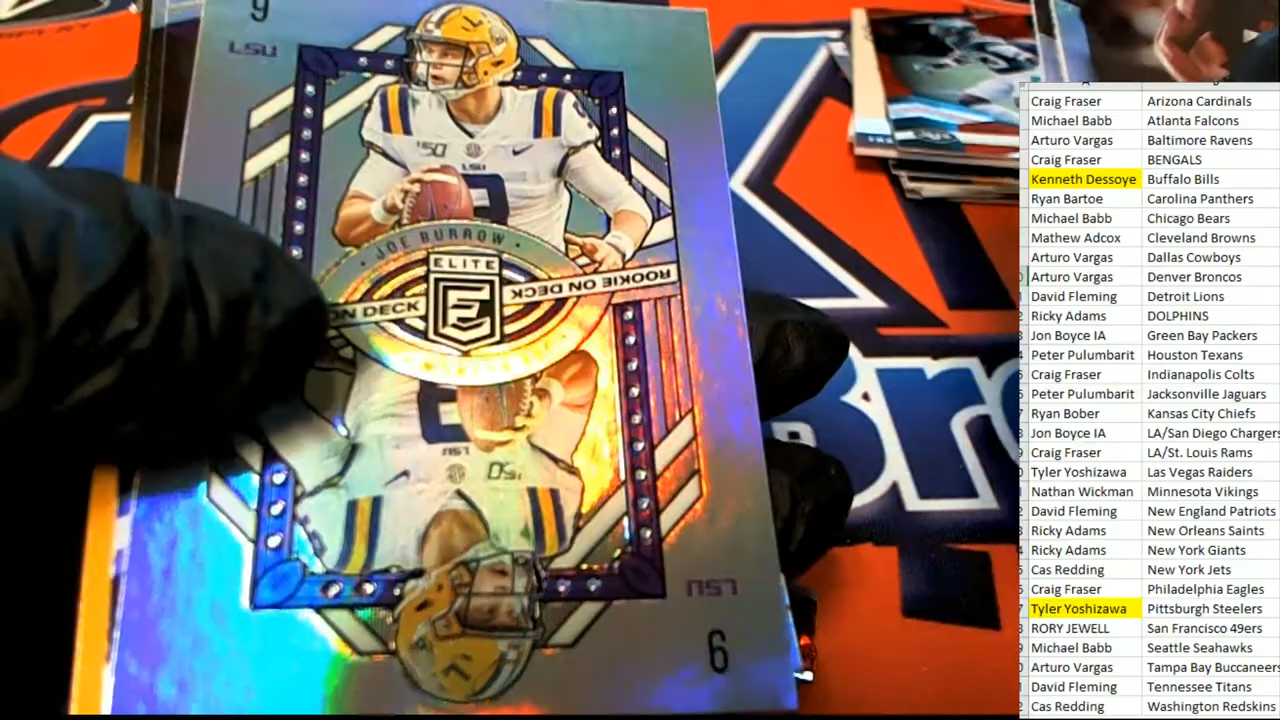 9
LSU
'150
LSU
9
• JOE BURROW •
ELITE
E
ON DECK
ROOKIE ON DECK
LSU
'150
LSU
9
Br
Craig Fraser Arizona Cardinals
Michael Babb Atlanta Falcons
Arturo Vargas Baltimore Ravens
Craig Fraser BENGALS
Kenneth Dessoye Buffalo Bills
Ryan Bartoe Carolina Panthers
Michael Babb Chicago Bears
Mathew Adcox Cleveland Browns
Arturo Vargas Dallas Cowboys
Arturo Vargas Denver Broncos
David Fleming Detroit Lions
Ricky Adams DOLPHINS
Jon Boyce IA Green Bay Packers
Peter Pulumbarit Houston Texans
Craig Fraser Indianapolis Colts
Peter Pulumbarit Jacksonville Jaguars
Ryan Bober Kansas City Chiefs
Jon Boyce IA LA/San Diego Chargers
Craig Fraser LA/St. Louis Rams
Tyler Yoshizawa Las Vegas Raiders
Nathan Wickman Minnesota Vikings
David Fleming New England Patriots
Ricky Adams New Orleans Saints
Ricky Adams New York Giants
Cas Redding New York Jets
Craig Fraser Philadelphia Eagles
Tyler Yoshizawa Pittsburgh Steelers
RORY JEWELL San Francisco 49ers
Michael Babb Seattle Seahawks
Arturo Vargas Tampa Bay Buccaneers
David Fleming Tennessee Titans
Cas Redding Washington Redskins